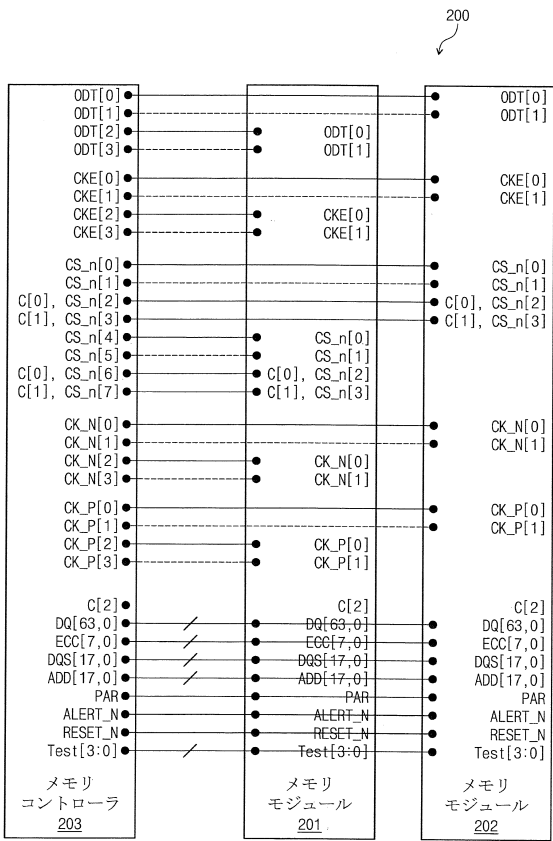 200
ODT[0]
ODT[1]
ODT[2]
ODT[3]
CKE[0]
CKE[1]
CKE[2]
CKE[3]
CS_n[0]
CS_n[1]
C[0], CS_n[2]
C[1], CS_n[3]
CS_n[4]
CS_n[5]
C[0], CS_n[6]
C[1], CS_n[7]
CK_N[0]
CK_N[1]
CK_N[2]
CK_N[3]
CK_P[0]
CK_P[1]
CK_P[2]
CK_P[3]
C[2]
DQ[63,0]
ECC[7,0]
DQS[17,0]
ADD[17,0]
PAR
ALERT_N
RESET_N
Test[3:0]
メモリ
コントローラ
203
ODT[0]
ODT[1]
CKE[0]
CKE[1]
CS_n[0]
CS_n[1]
C[0], CS_n[2]
C[1], CS_n[3]
CK_N[0]
CK_N[1]
CK_P[0]
CK_P[1]
C[2]
DQ[63,0]
ECC[7,0]
DQS[17,0]
ADD[17,0]
PAR
ALERT_N
RESET_N
Test[3:0]
メモリ
モジュール
201
ODT[0]
ODT[1]
CKE[0]
CKE[1]
CS_n[0]
CS_n[1]
C[0], CS_n[2]
C[1], CS_n[3]
CK_N[0]
CK_N[1]
CK_P[0]
CK_P[1]
C[2]
DQ[63,0]
ECC[7,0]
DQS[17,0]
ADD[17,0]
PAR
ALERT_N
RESET_N
Test[3:0]
メモリ
モジュール
202